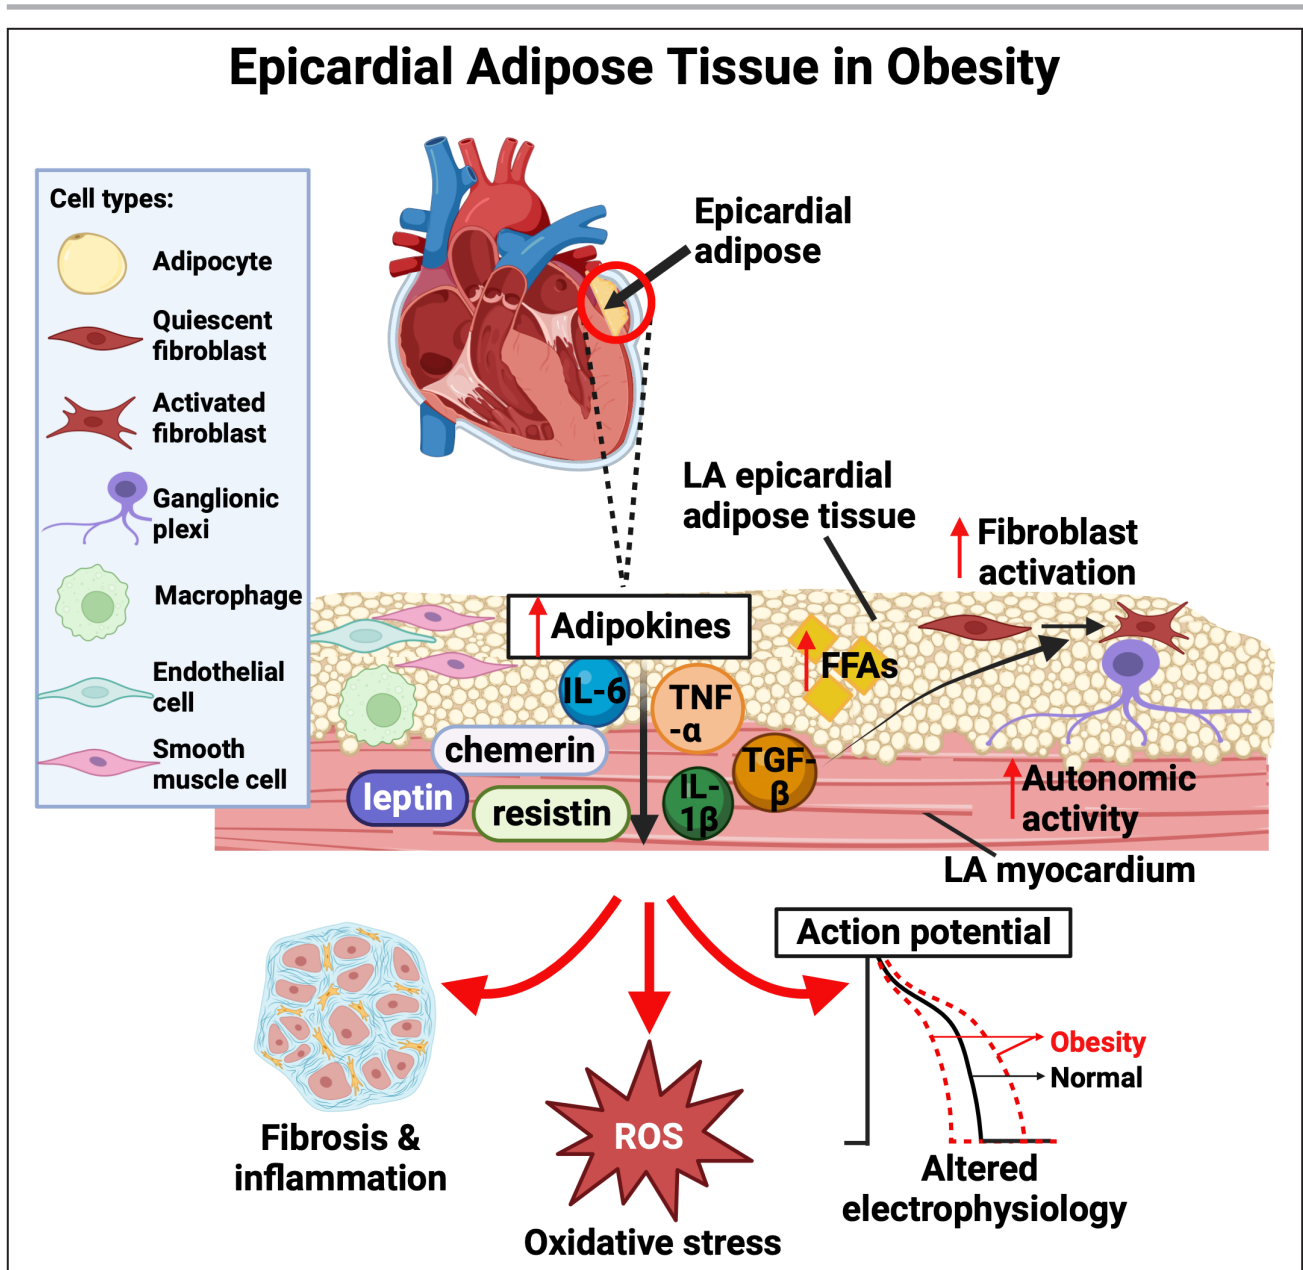 Epicardial Adipose Tissue in Obesity
Cell types:
Adipocyte
Quiescent
fibroblast
Activated
fibroblast
Ganglionic
plexi
Macrophage
Endothelial
cell
Smooth
muscle cell
Epicardial
adipose
LA epicardial
adipose tissue
Fibroblast
activation
Adipokines
IL-6
TNF
-α
FFAs
chemerin
TGF-
β
leptin
resistin
IL-
1β
Autonomic
activity
LA myocardium
Action potential
Obesity
Normal
Fibrosis &
inflammation
ROS
Oxidative stress
Altered
electrophysiology